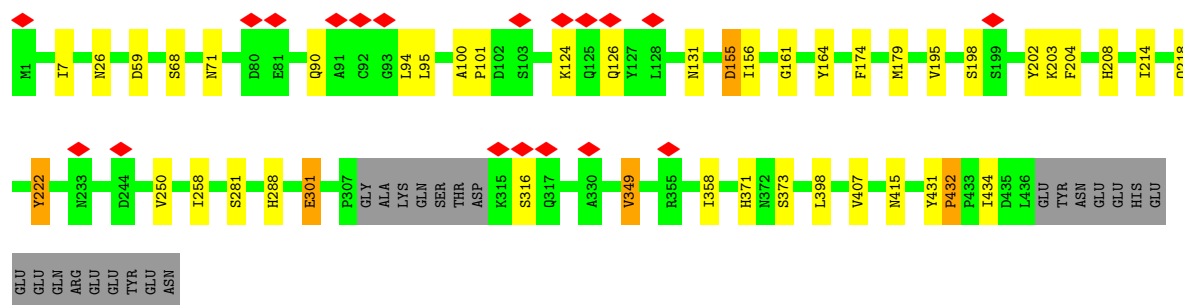 M1 I7 N26 D59 S68 N71 D80 E81 Q90 A91 C92 G93 L94 L95 A100 P101 D102 S103 K124 Q125 Q126 Y127 L128 N131 D155 I156 G161 Y164 F174 M179 V195 S198 S199 Y202 K203 F204 H208 I214
Y222 N233 D244 V250 I258 S281 H288 E301 P307 GLY ALA LYS GLN SER THR ASP K315 S316 Q317 A330 V349 R355 I358 H371 N372 S373 L398 V407 N415 Y431 P432 P433 I434 D435 L436 GLU TYR ASN GLU GLU HIS GLU
GLU GLU GLN ARG GLU GLU TYR GLU ASN